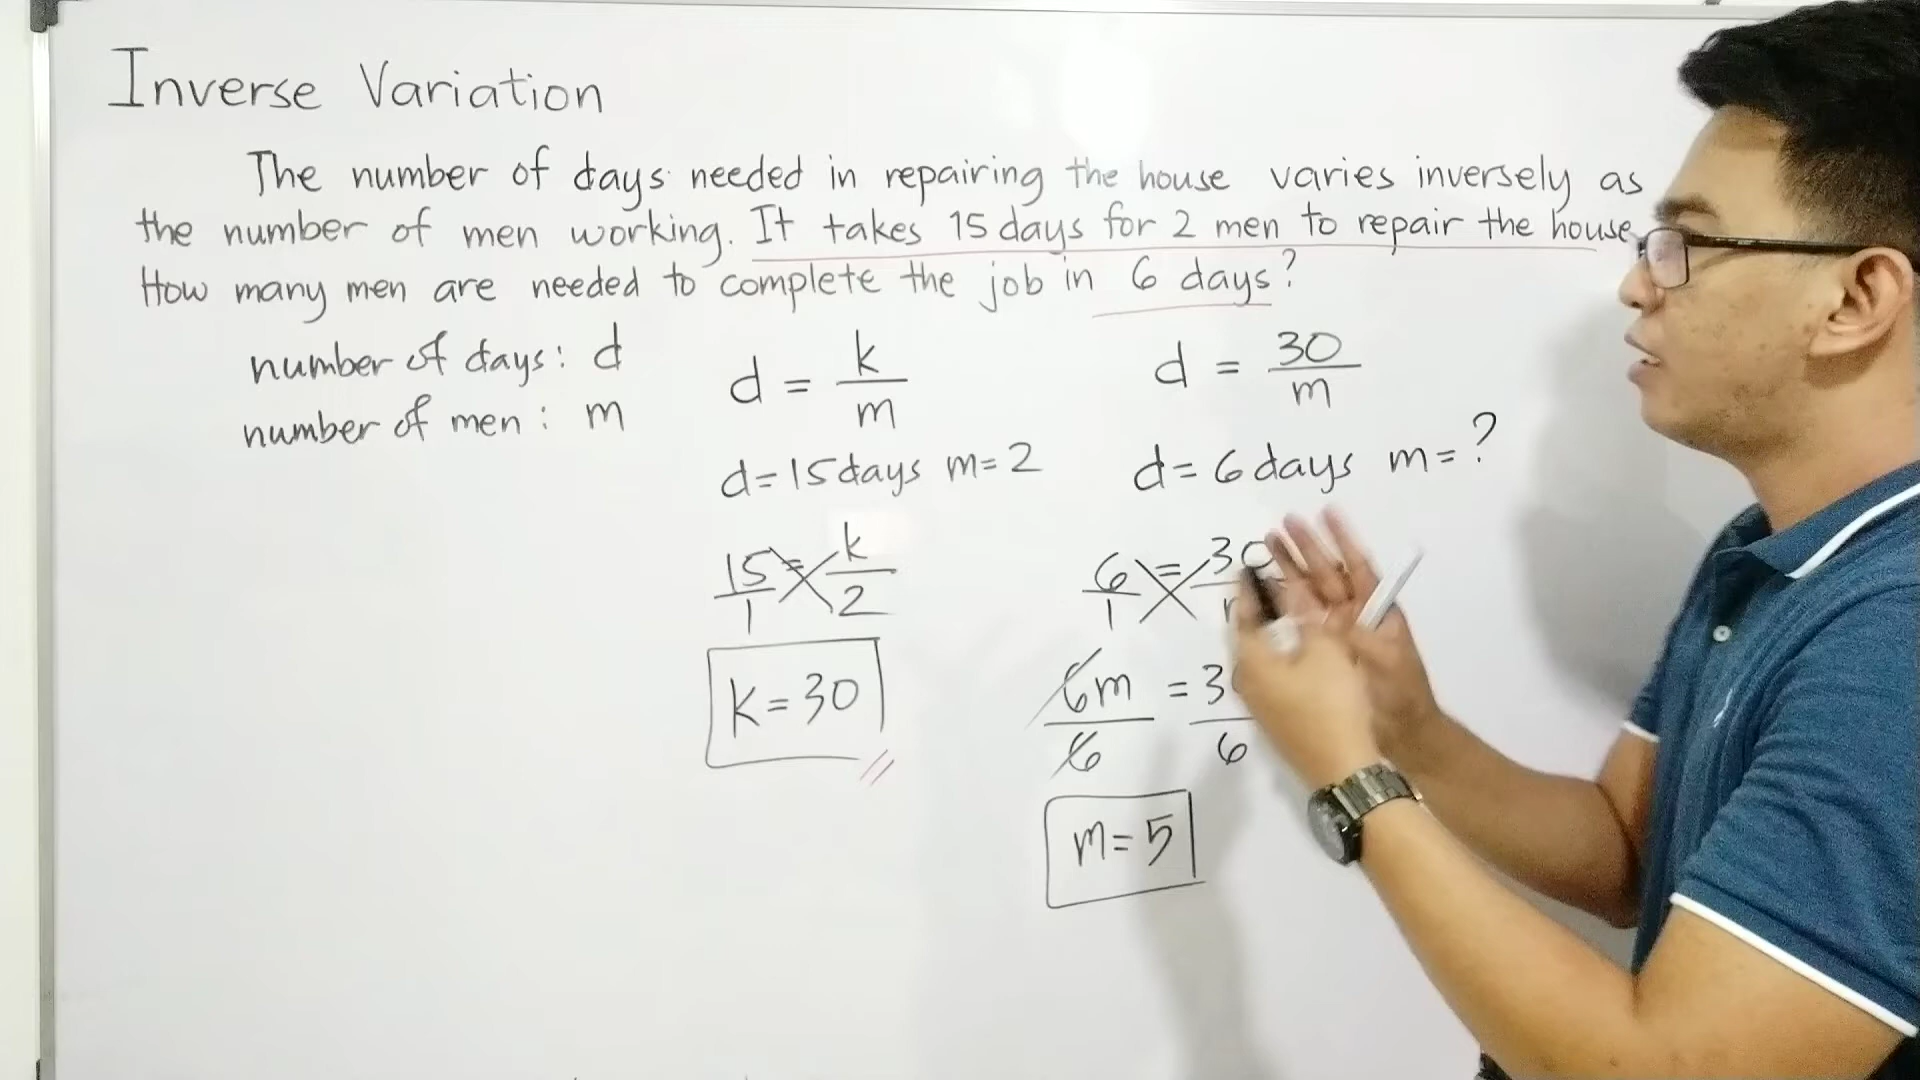 Inverse Variation
The number of days needed in repairing the house varies inversely as
the number of men working. It takes 15 days for 2 men to repair the house.
How many men are needed to complete the job in 6 days?
number of days: d
number of men: m
d = k/m
d = 15 days m = 2
15/1 = k/2
k = 30
d = 30/m
d = 6 days m = ?
6/1 = 30
6m/6 = 3 /6
m = 5